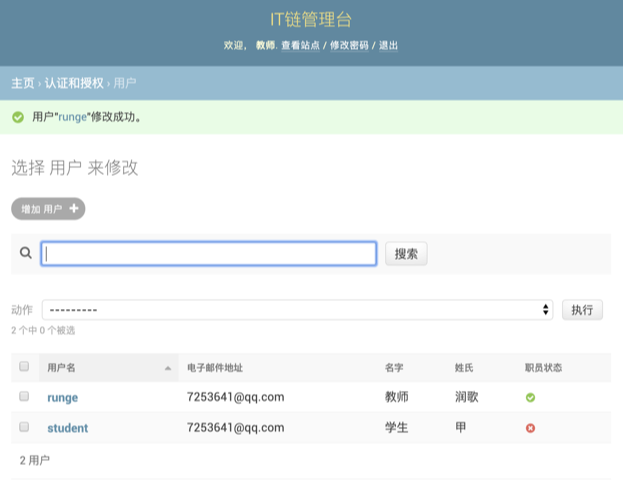 IT链管理台
欢迎， 教师. 查看站点 / 修改密码 / 退出
主页 › 认证和授权 › 用户
用户"runge"修改成功。
选择 用户 来修改
增加 用户 +
搜索
动作 --------- 执行
2 个中 0 个被选
用户名 电子邮件地址 名字 姓氏 职员状态
runge 7253641@qq.com 教师 润歌
student 7253641@qq.com 学生 甲
2 用户